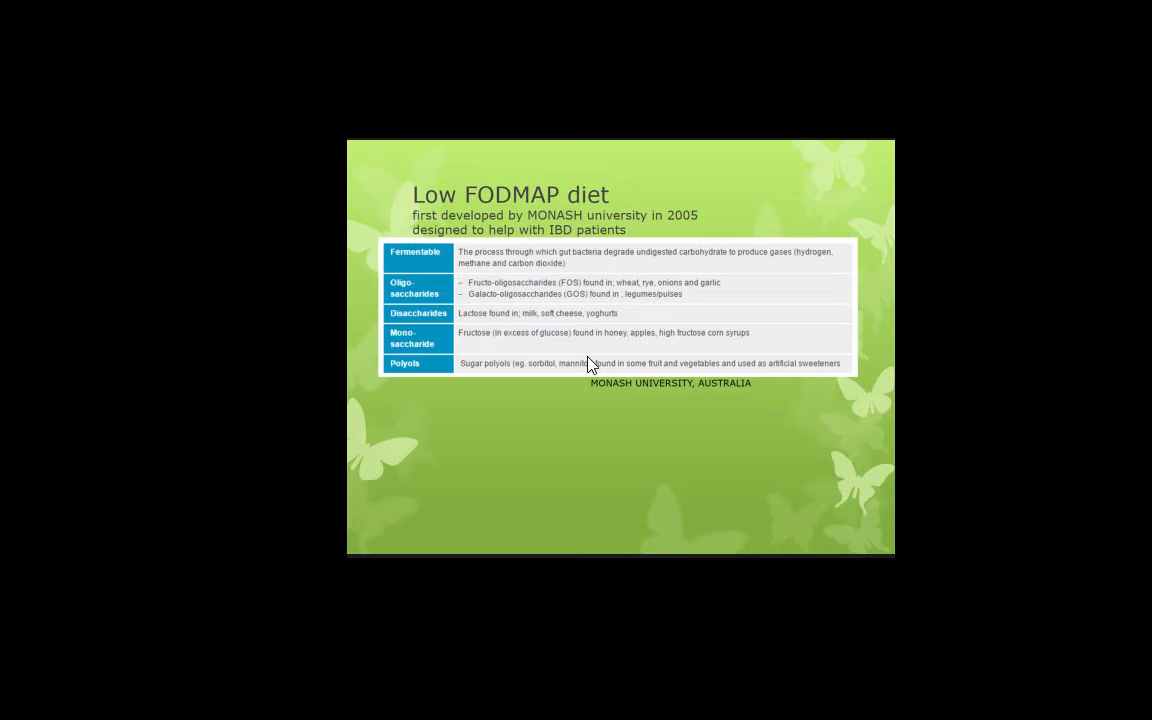 Low FODMAP diet
first developed by MONASH university in 2005
designed to help with IBD patients
Fermentable
The process through which gut bacteria degrade undigested carbohydrate to produce gases (hydrogen,
methane and carbon dioxide)
Oligo-
saccharides
– Fructo-oligosaccharides (FOS) found in; wheat, rye, onions and garlic
– Galacto-oligosaccharides (GOS) found in ; legumes/pulses
Disaccharides
Lactose found in; milk, soft cheese, yoghurts
Mono-
saccharide
Fructose (in excess of glucose) found in honey, apples, high fructose corn syrups
Polyols
Sugar polyols (eg. sorbitol, found in some fruit and vegetables and used as artificial sweeteners
MONASH UNIVERSITY, AUSTRALIA